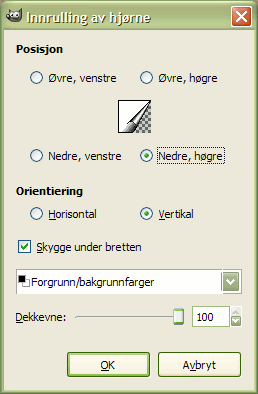 Innrulling av hjørne
Posjson
Øvre, venstre Øvre, høgre
Nedre, venstre Nedre, høgre
Orientiering
Horisontal Vertikal
Skygge under bretten
Forgrunn/bakgrunnfarger
Dekkevne: 100
OK Avbryt